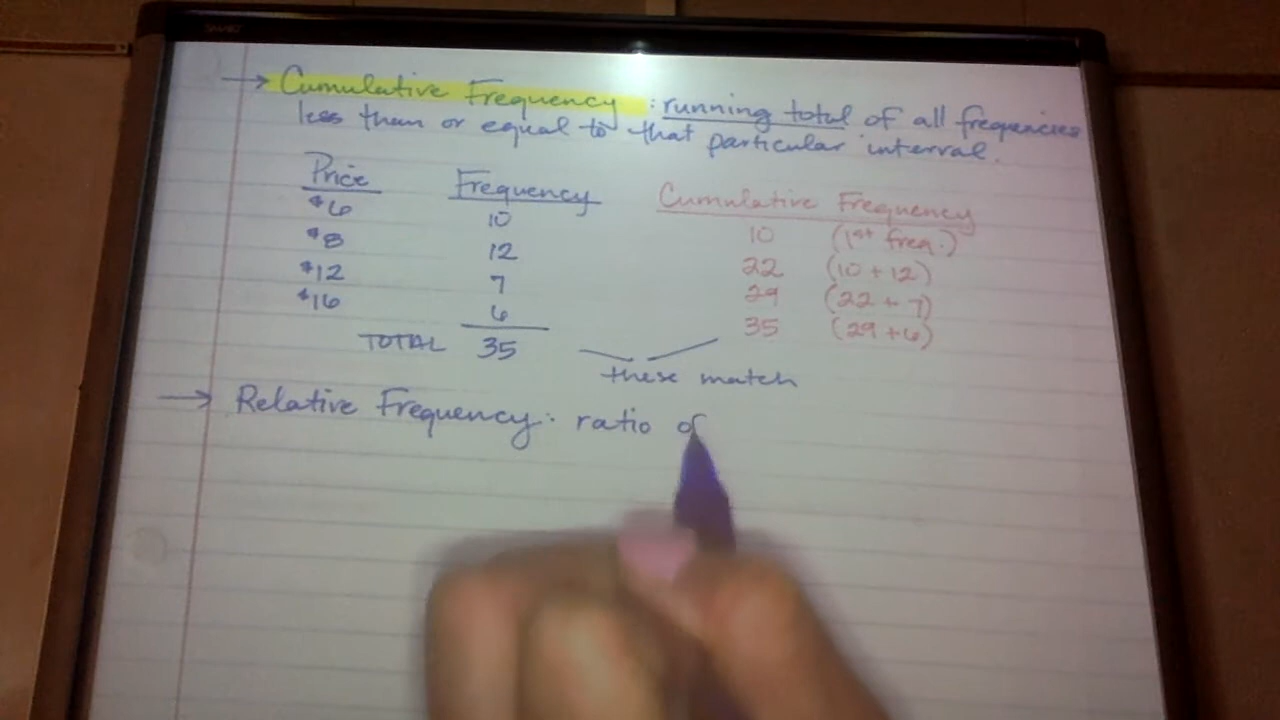 → Cumulative Frequency : running total of all frequencies
less than or equal to that particular interval.
Price Frequency Cumulative Frequency
$6 10 10 (1st freq.)
$8 12 22 (10 + 12)
$12 7 29 (22 + 7)
$16 6 35 (29 + 6)
TOTAL 35
these match
→ Relative Frequency: ratio of